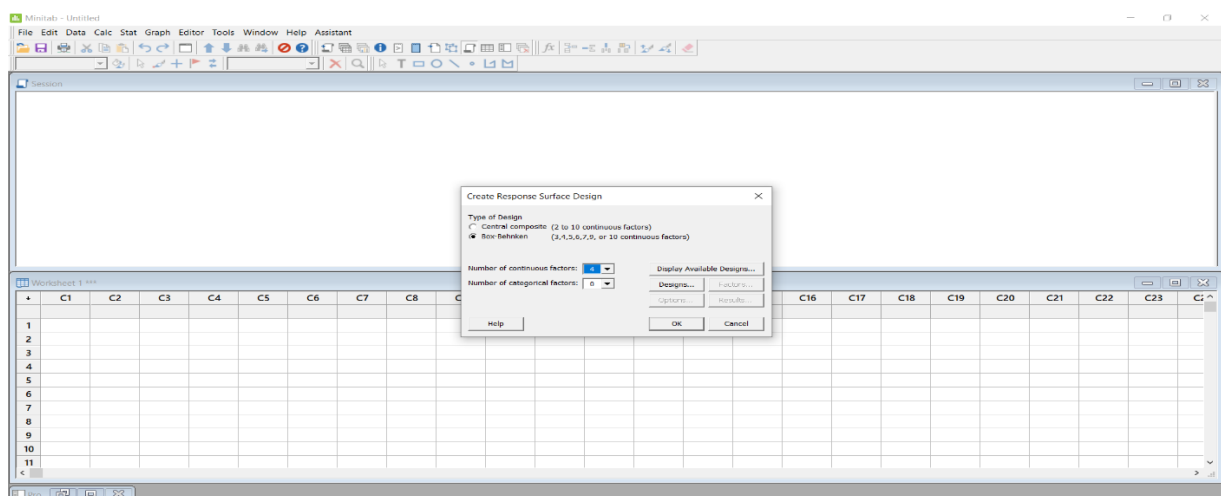 Minitab - Untitled
File Edit Data Calc Stat Graph Editor Tools Window Help Assistant
Session
Create Response Surface Design
Type of Design
Central composite (2 to 10 continuous factors)
Box-Behnken (3,4,5,6,7,9, or 10 continuous factors)
Number of continuous factors: 4 Display Available Designs...
Number of categorical factors: 0 Designs... Factors...
Options... Results...
Help OK Cancel
Worksheet 1 ***
+ C1 C2 C3 C4 C5 C6 C7 C8 C16 C17 C18 C19 C20 C21 C22 C23
1
2
3
4
5
6
7
8
9
10
11
Pro